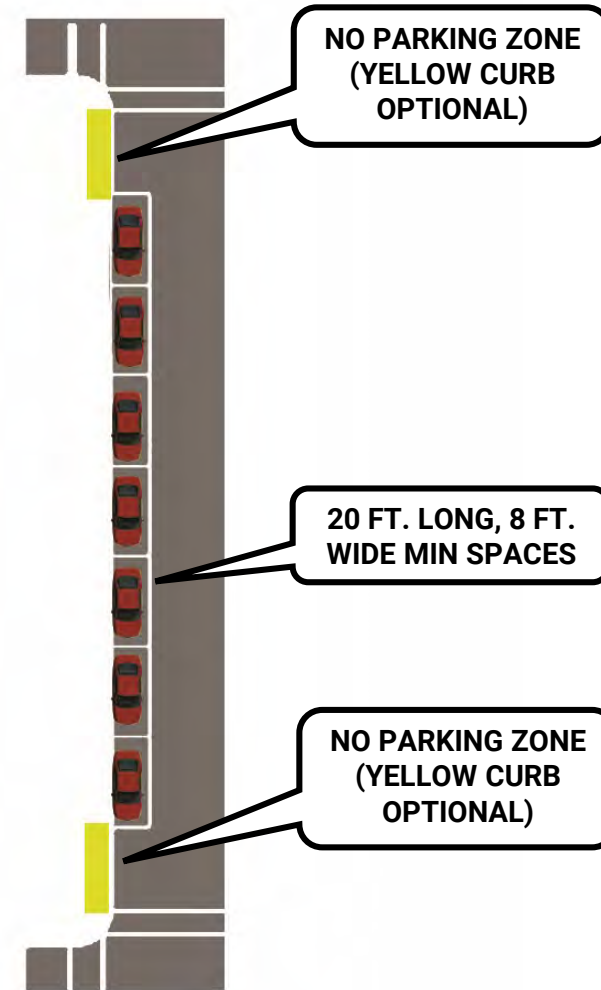 NO PARKING ZONE
(YELLOW CURB
OPTIONAL)
20 FT. LONG, 8 FT.
WIDE MIN SPACES
NO PARKING ZONE
(YELLOW CURB
OPTIONAL)